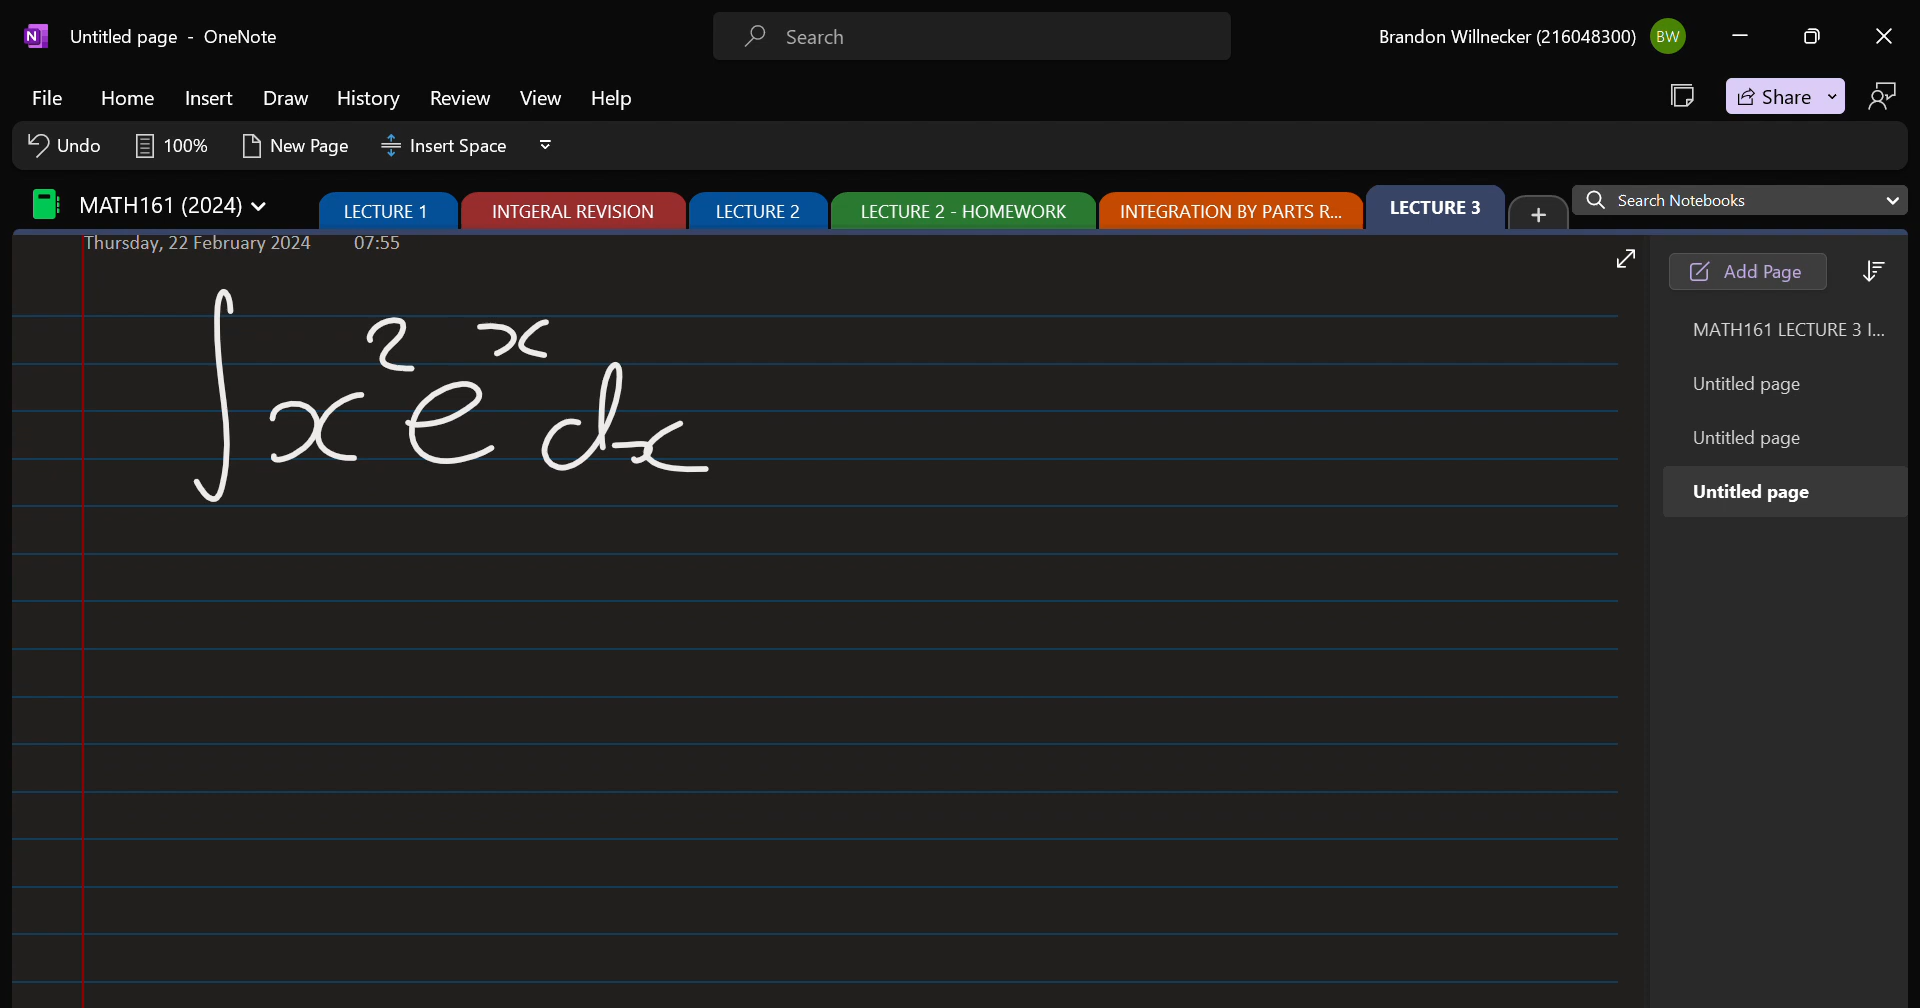 Untitled page - OneNote
Search
Brandon Willnecker (216048300) BW
File Home Insert Draw History Review View Help
Share
Undo 100% New Page Insert Space
MATH161 (2024)
LECTURE 1 INTGERAL REVISION LECTURE 2 LECTURE 2 - HOMEWORK INTEGRATION BY PARTS R... LECTURE 3 +
Search Notebooks
Thursday, 22 February 2024 07:55
∫x²eˣdx
Add Page
MATH161 LECTURE 3 I...
Untitled page
Untitled page
Untitled page